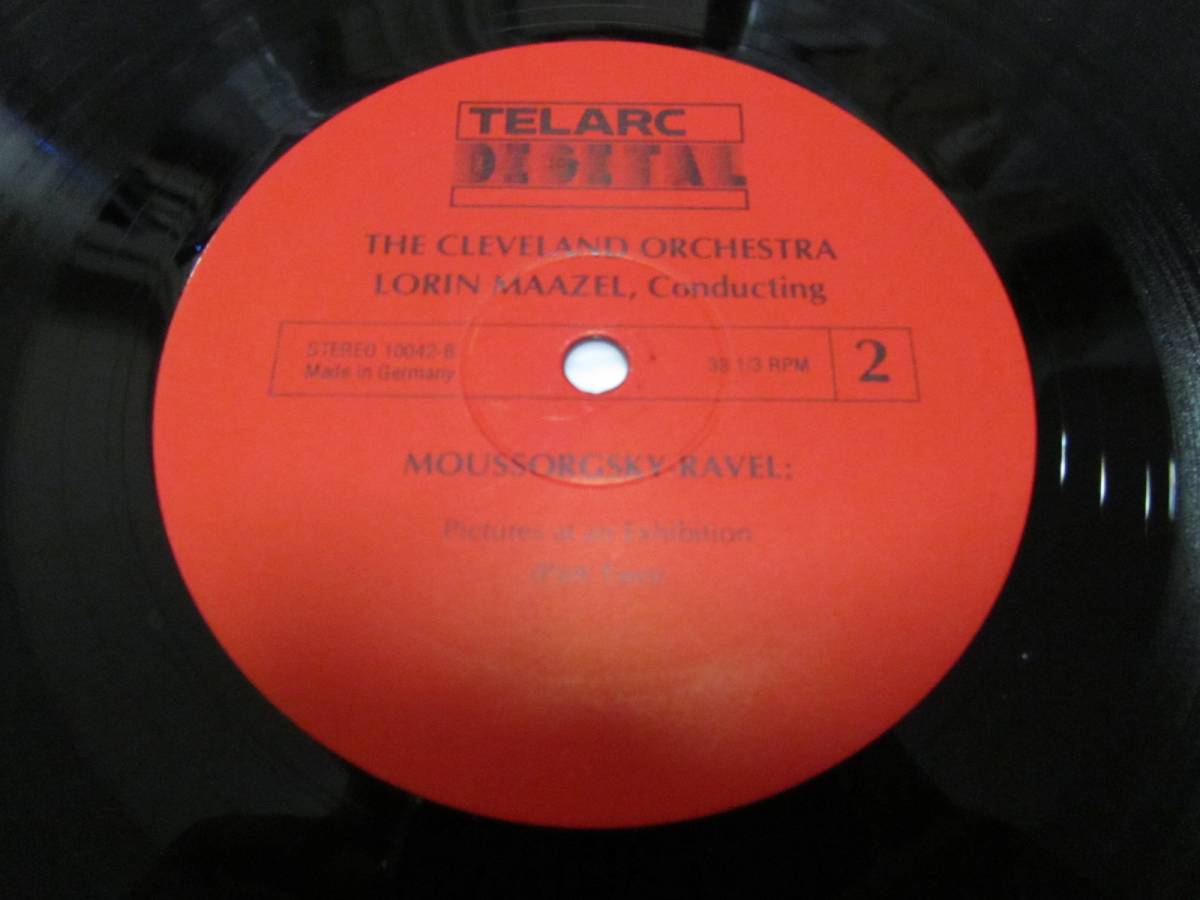 TELARC
DIGITAL
THE CLEVELAND ORCHESTRA
LORIN MAAZEL, Conducting
STEREO 10042-B
Made in Germany
33 1/3 RPM
2
MOUSSORGSKY-RAVEL:
Pictures at an Exhibition
(Part Two)